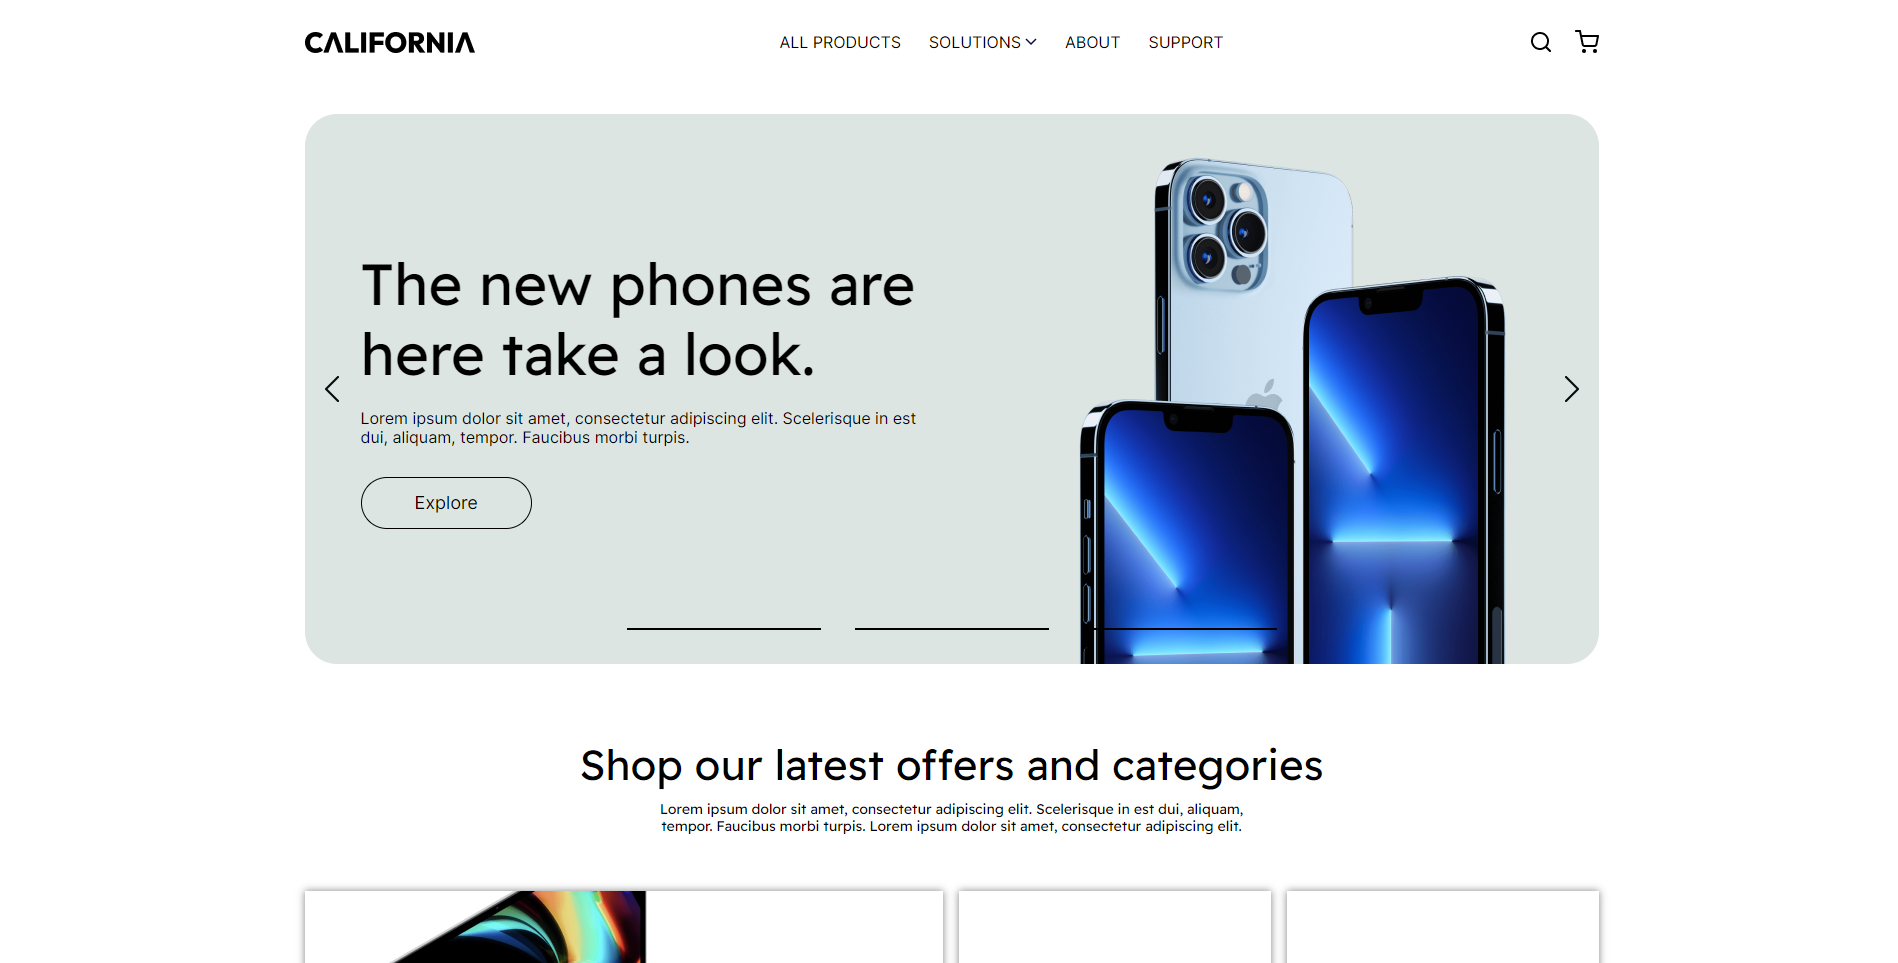 CALIFORNIA
ALL PRODUCTS
SOLUTIONS
ABOUT
SUPPORT
The new phones are
here take a look.
Lorem ipsum dolor sit amet, consectetur adipiscing elit. Scelerisque in est
dui, aliquam, tempor. Faucibus morbi turpis.
Explore
Shop our latest offers and categories
Lorem ipsum dolor sit amet, consectetur adipiscing elit. Scelerisque in est dui, aliquam,
tempor. Faucibus morbi turpis. Lorem ipsum dolor sit amet, consectetur adipiscing elit.